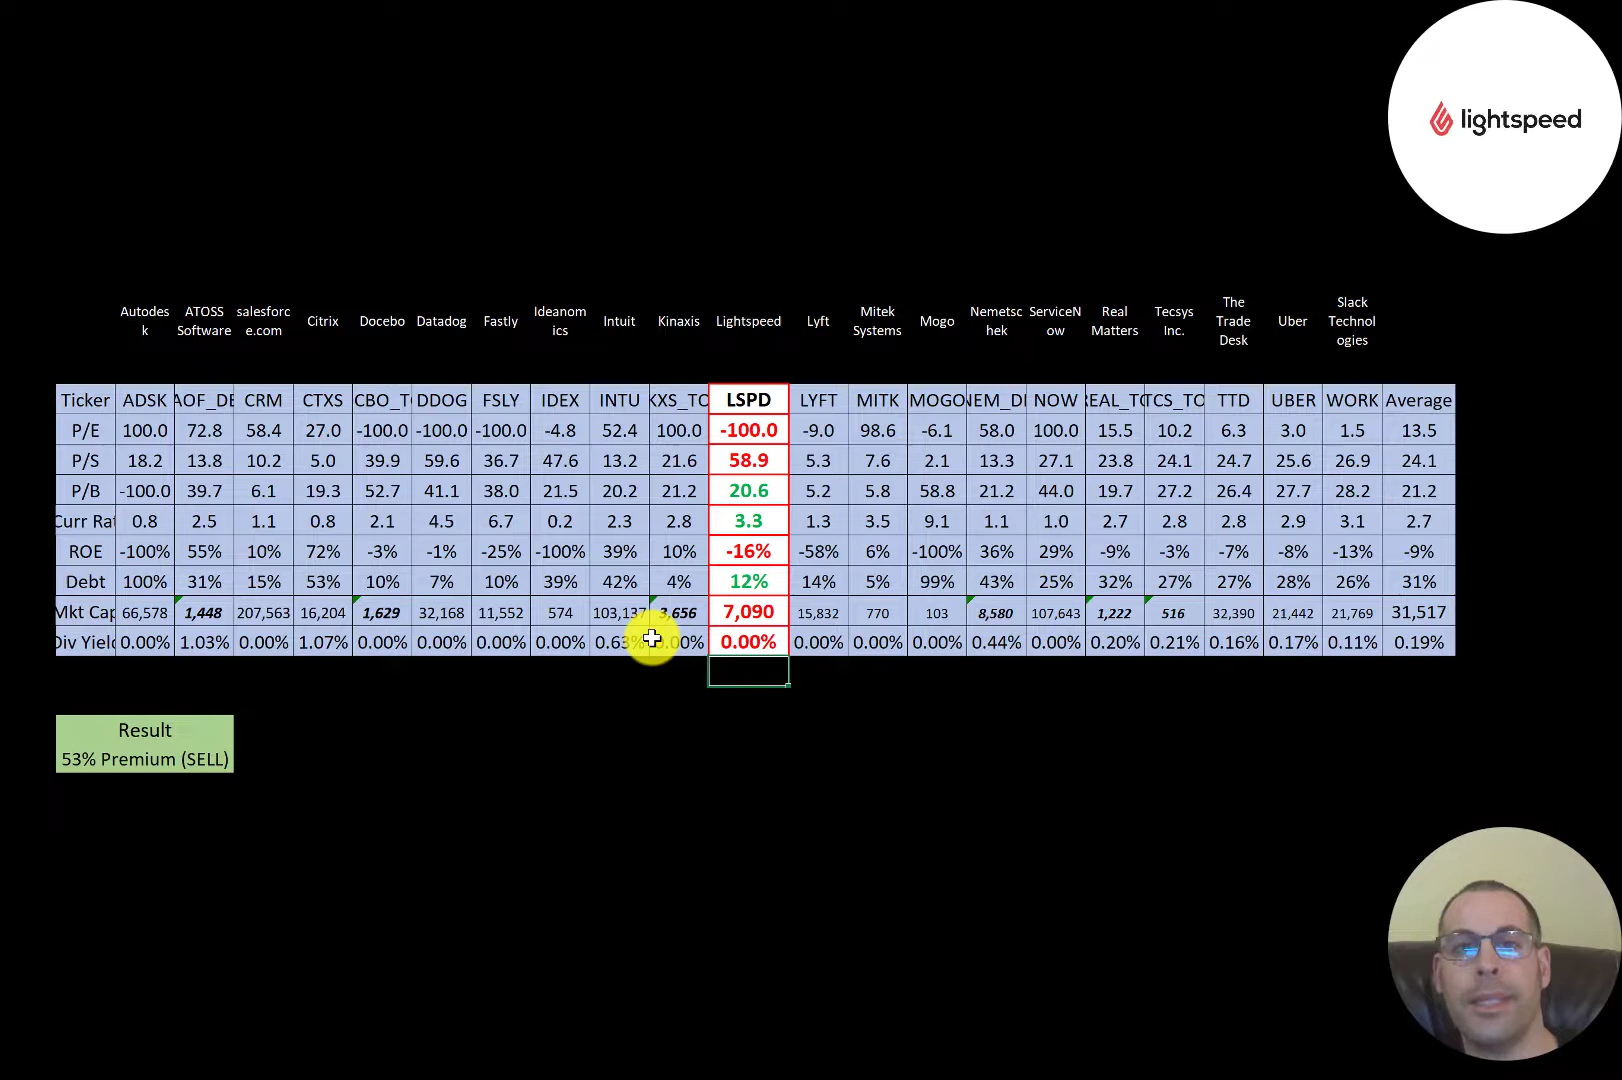 lightspeed
Autodes
k
ATOSS
Software
salesforc
e.com
Citrix
Docebo
Datadog
Fastly
Ideanom
ics
Intuit
Kinaxis
Lightspeed
Lyft
Mitek
Systems
Mogo
Nemetsc
hek
ServiceN
ow
Real
Matters
Tecsys
Inc.
The
Trade
Desk
Uber
Slack
Technol
ogies
Ticker ADSK AOF_DE CRM CTXS CBO_TO DDOG FSLY IDEX INTU KXS_TO LSPD LYFT MITK MOGO NEM_DE NOW REAL_TO TCS_TO TTD UBER WORK Average
P/E 100.0 72.8 58.4 27.0 -100.0 -100.0 -100.0 -4.8 52.4 100.0 -100.0 -9.0 98.6 -6.1 58.0 100.0 15.5 10.2 6.3 3.0 1.5 13.5
P/S 18.2 13.8 10.2 5.0 39.9 59.6 36.7 47.6 13.2 21.6 58.9 5.3 7.6 2.1 13.3 27.1 23.8 24.1 24.7 25.6 26.9 24.1
P/B -100.0 39.7 6.1 19.3 52.7 41.1 38.0 21.5 20.2 21.2 20.6 5.2 5.8 58.8 21.2 44.0 19.7 27.2 26.4 27.7 28.2 21.2
Curr Rat 0.8 2.5 1.1 0.8 2.1 4.5 6.7 0.2 2.3 2.8 3.3 1.3 3.5 9.1 1.1 1.0 2.7 2.8 2.8 2.9 3.1 2.7
ROE -100% 55% 10% 72% -3% -1% -25% -100% 39% 10% -16% -58% 6% -100% 36% 29% -9% -3% -7% -8% -13% -9%
Debt 100% 31% 15% 53% 10% 7% 10% 39% 42% 4% 12% 14% 5% 99% 43% 25% 32% 27% 27% 28% 26% 31%
Mkt Cap 66,578 1,448 207,563 16,204 1,629 32,168 11,552 574 103,137 3,656 7,090 15,832 770 103 8,580 107,643 1,222 516 32,390 21,442 21,769 31,517
Div Yield 0.00% 1.03% 0.00% 1.07% 0.00% 0.00% 0.00% 0.00% 0.63% 0.00% 0.00% 0.00% 0.00% 0.00% 0.44% 0.00% 0.20% 0.21% 0.16% 0.17% 0.11% 0.19%
Result
53% Premium (SELL)